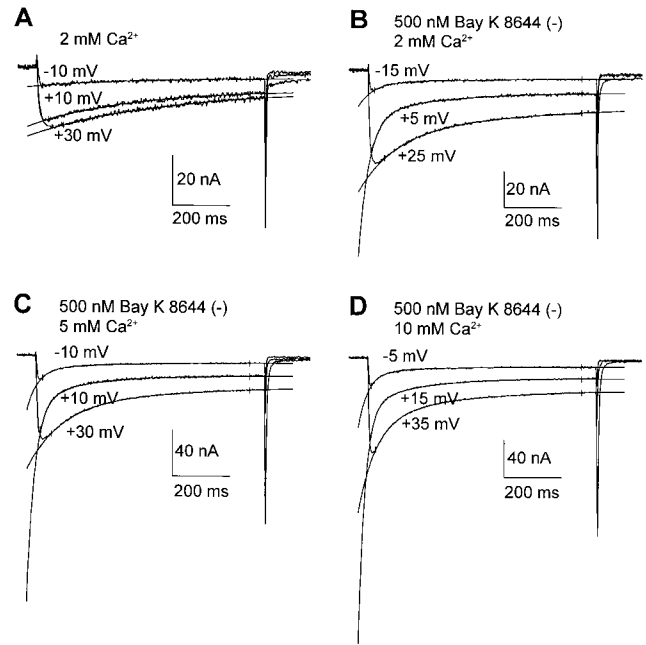 A
2 mM Ca²⁺
-10 mV
+10 mV
+30 mV
20 nA
200 ms
B
500 nM Bay K 8644 (-)
2 mM Ca²⁺
-15 mV
+5 mV
+25 mV
20 nA
200 ms
C
500 nM Bay K 8644 (-)
5 mM Ca²⁺
-10 mV
+10 mV
+30 mV
40 nA
200 ms
D
500 nM Bay K 8644 (-)
10 mM Ca²⁺
-5 mV
+15 mV
+35 mV
40 nA
200 ms